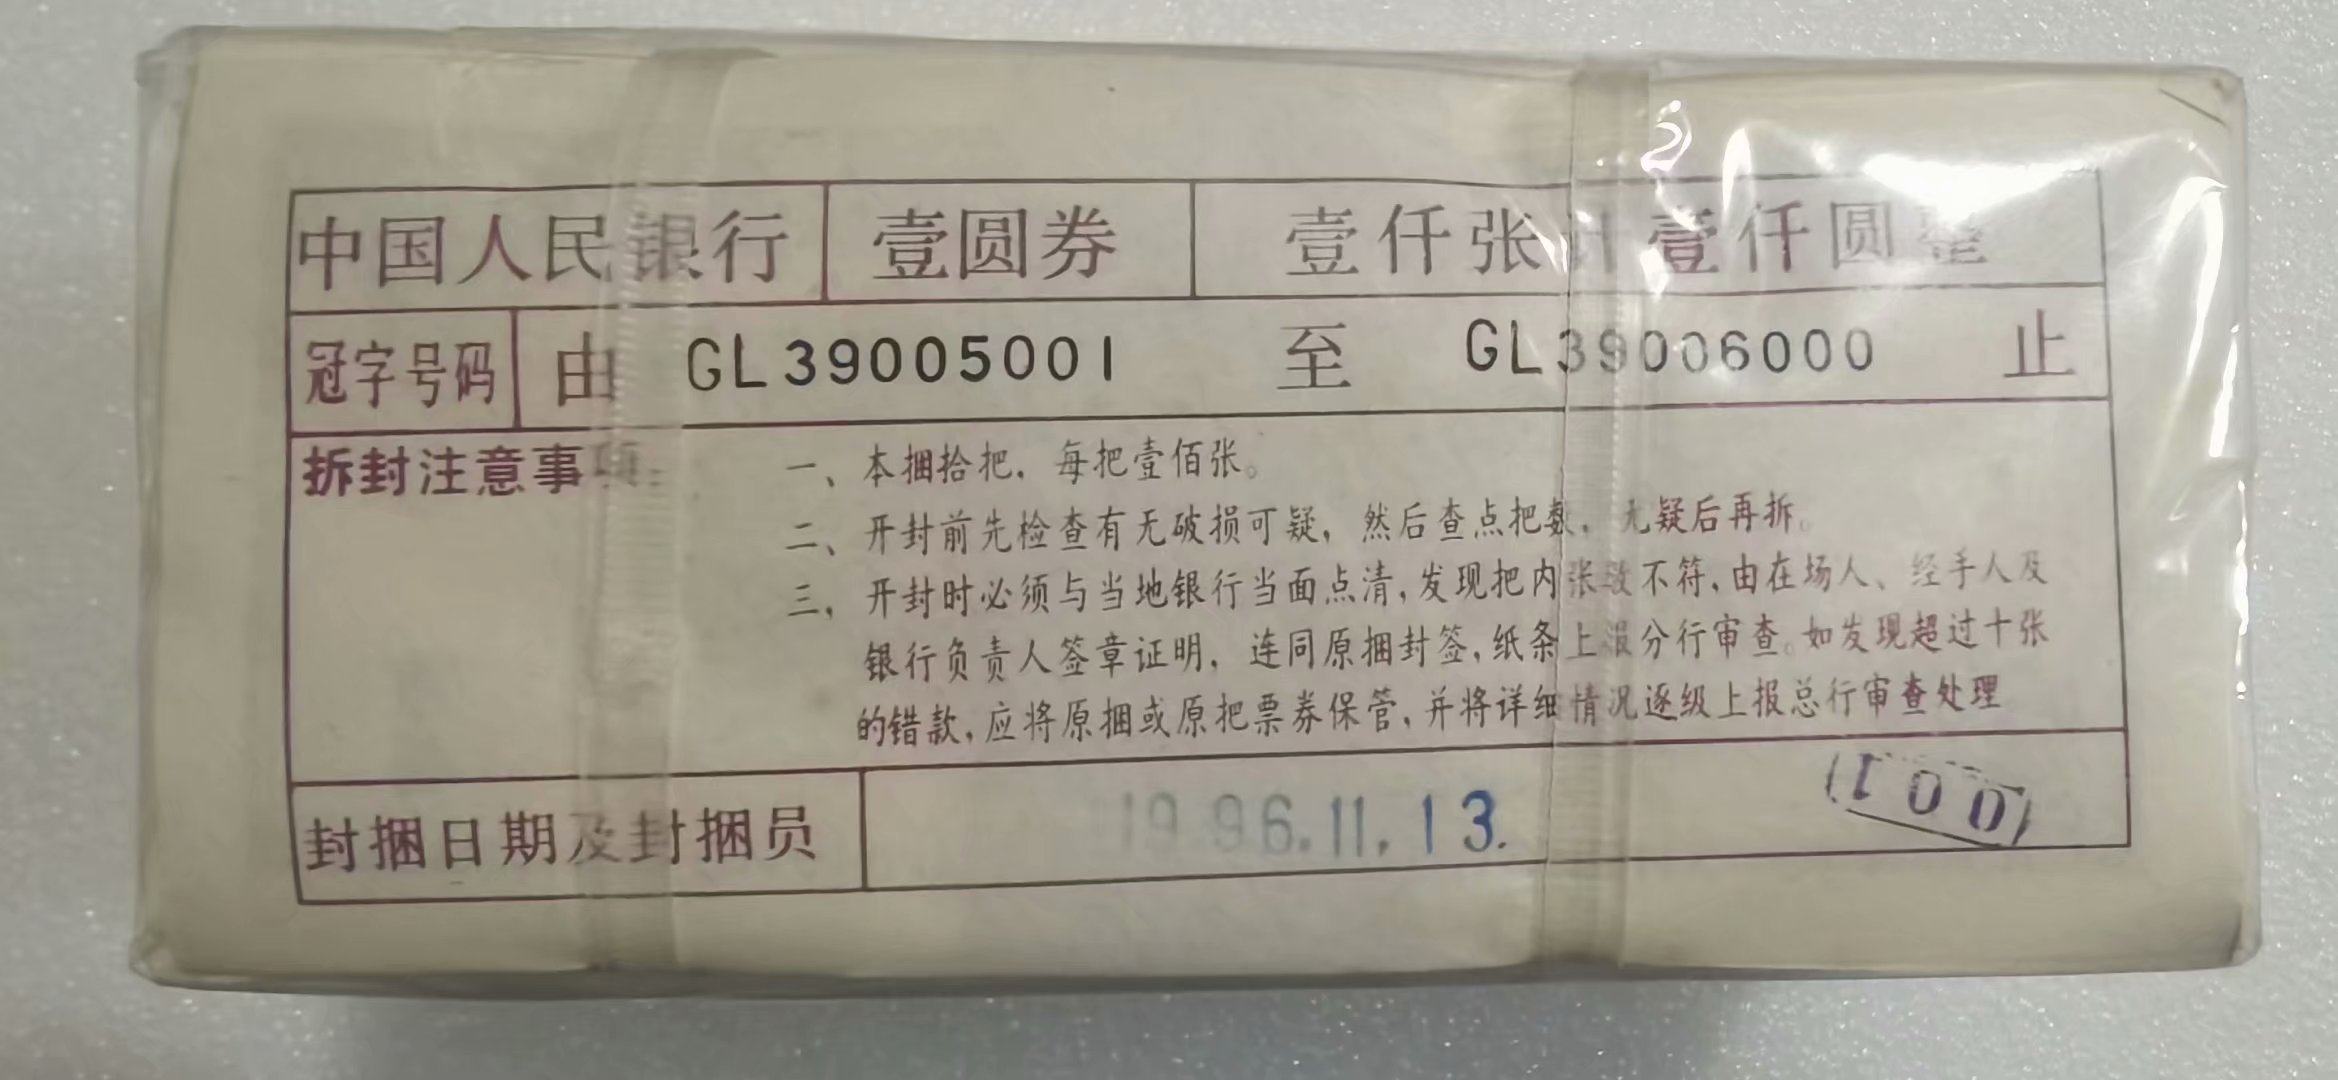 中国人民银行 壹圆券 壹仟张计壹仟圆整
冠字号码 由 GL39005001 至 GL39006000 止
拆封注意事项：
一、本捆拾把，每把壹佰张。
二、开封前先检查有无破损可疑，然后查点把数，无疑后再拆。
三、开封时必须与当地银行当面点清，发现把内张数不符，由在场人、经手人及
银行负责人签章证明，连同原捆封签，纸条上报分行审查。如发现超过十张
的错款，应将原捆或原把票券保管，并将详细情况逐级上报总行审查处理
封捆日期及封捆员 1996.11.13.
001